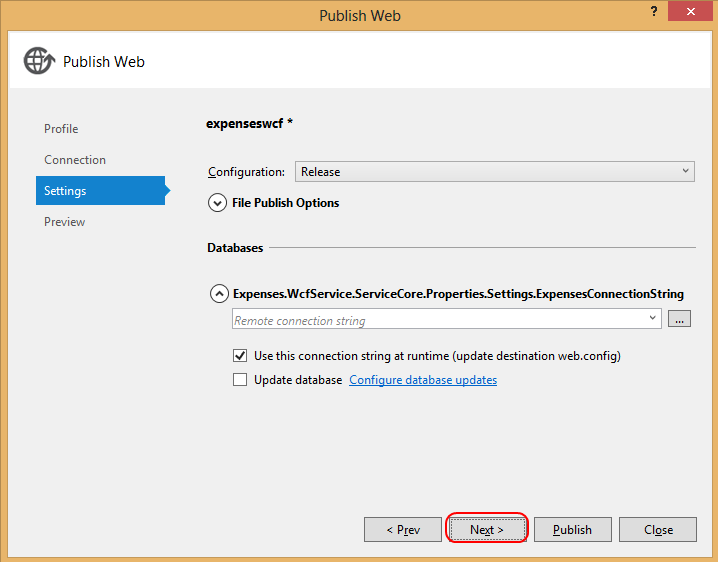 Publish Web
?
Publish Web
Profile
Connection
Settings
Preview
expenseswcf *
Configuration: Release
File Publish Options
Databases
Expenses.WcfService.ServiceCore.Properties.Settings.ExpensesConnectionString
Remote connection string
...
Use this connection string at runtime (update destination web.config)
Update database Configure database updates
< Prev Next > Publish Close